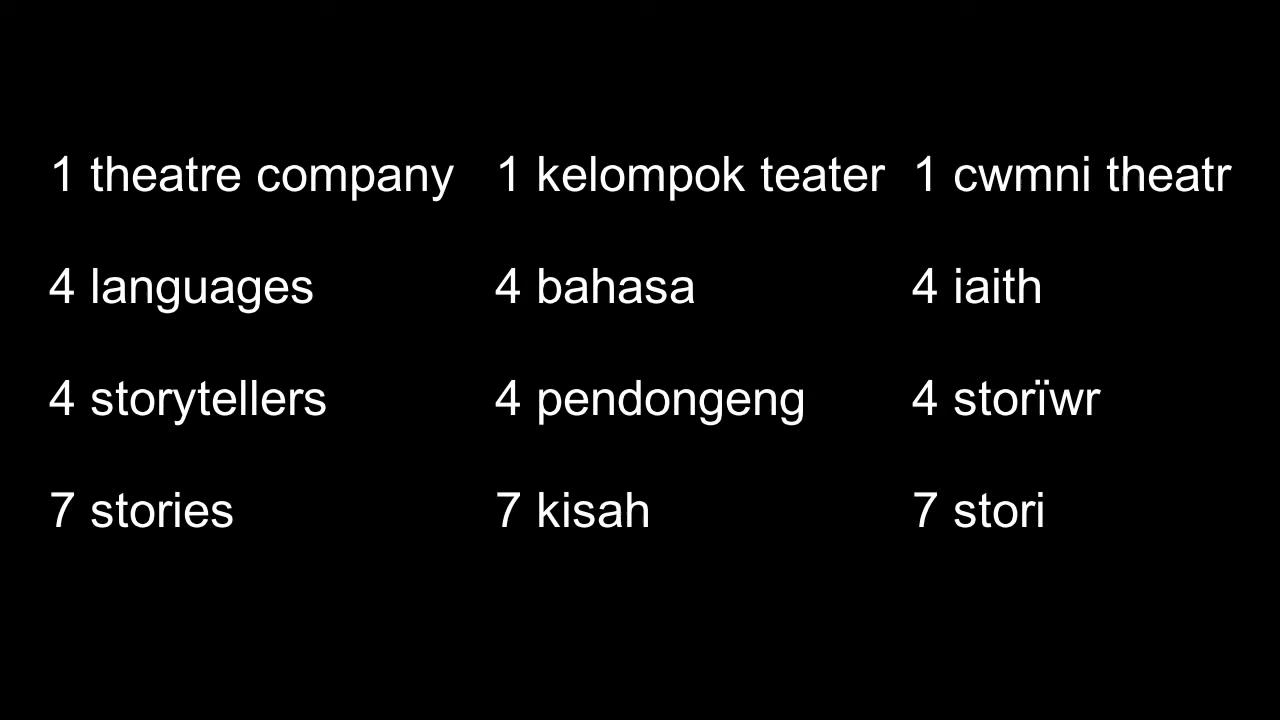 1 theatre company
4 languages
4 storytellers
7 stories
1 kelompok teater
4 bahasa
4 pendongeng
7 kisah
1 cwmni theatr
4 iaith
4 storïwr
7 stori